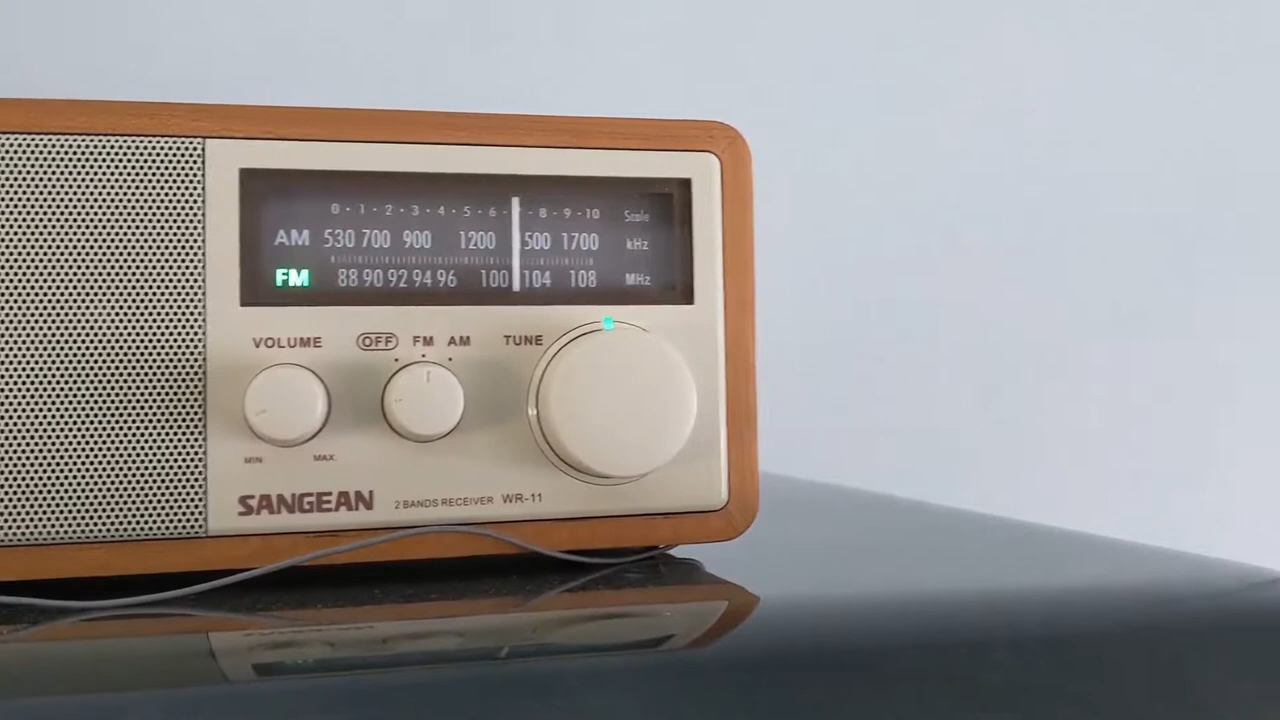 0 · 1 · 2 · 3 · 4 · 5 · 6 · - 8 - 9 - 10 Scale
AM 530 700 900 1200 500 1700 kHz
FM 88 90 92 94 96 100 104 108 MHz
VOLUME OFF FM AM TUNE
MIN MAX.
SANGEAN 2 BANDS RECEIVER WR-11